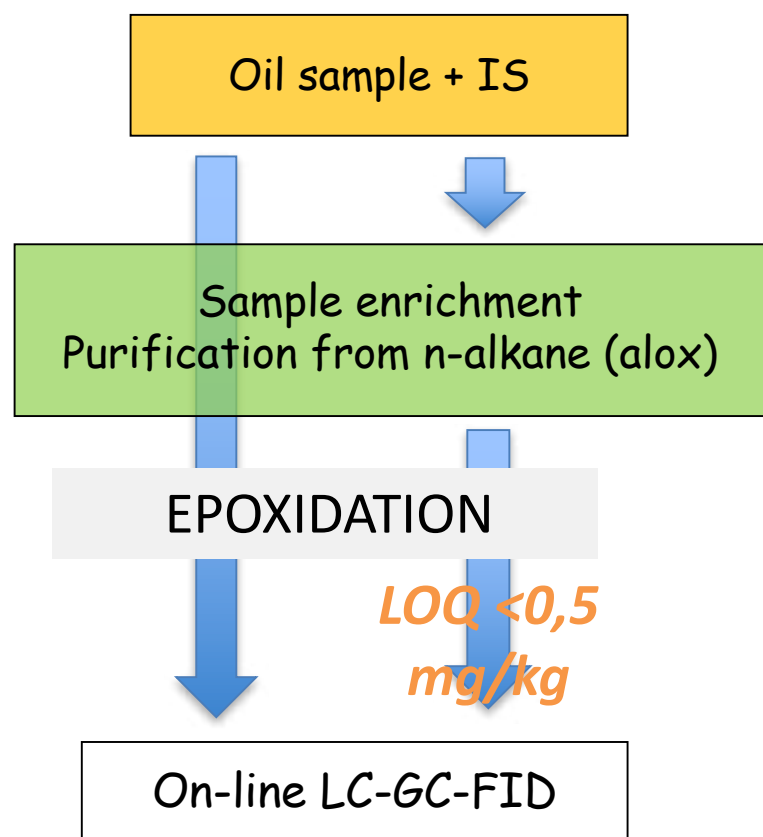 Oil sample + IS
Sample enrichment
Purification from n-alkane (alox)
EPOXIDATION
LOQ <0,5
mg/kg
On-line LC-GC-FID